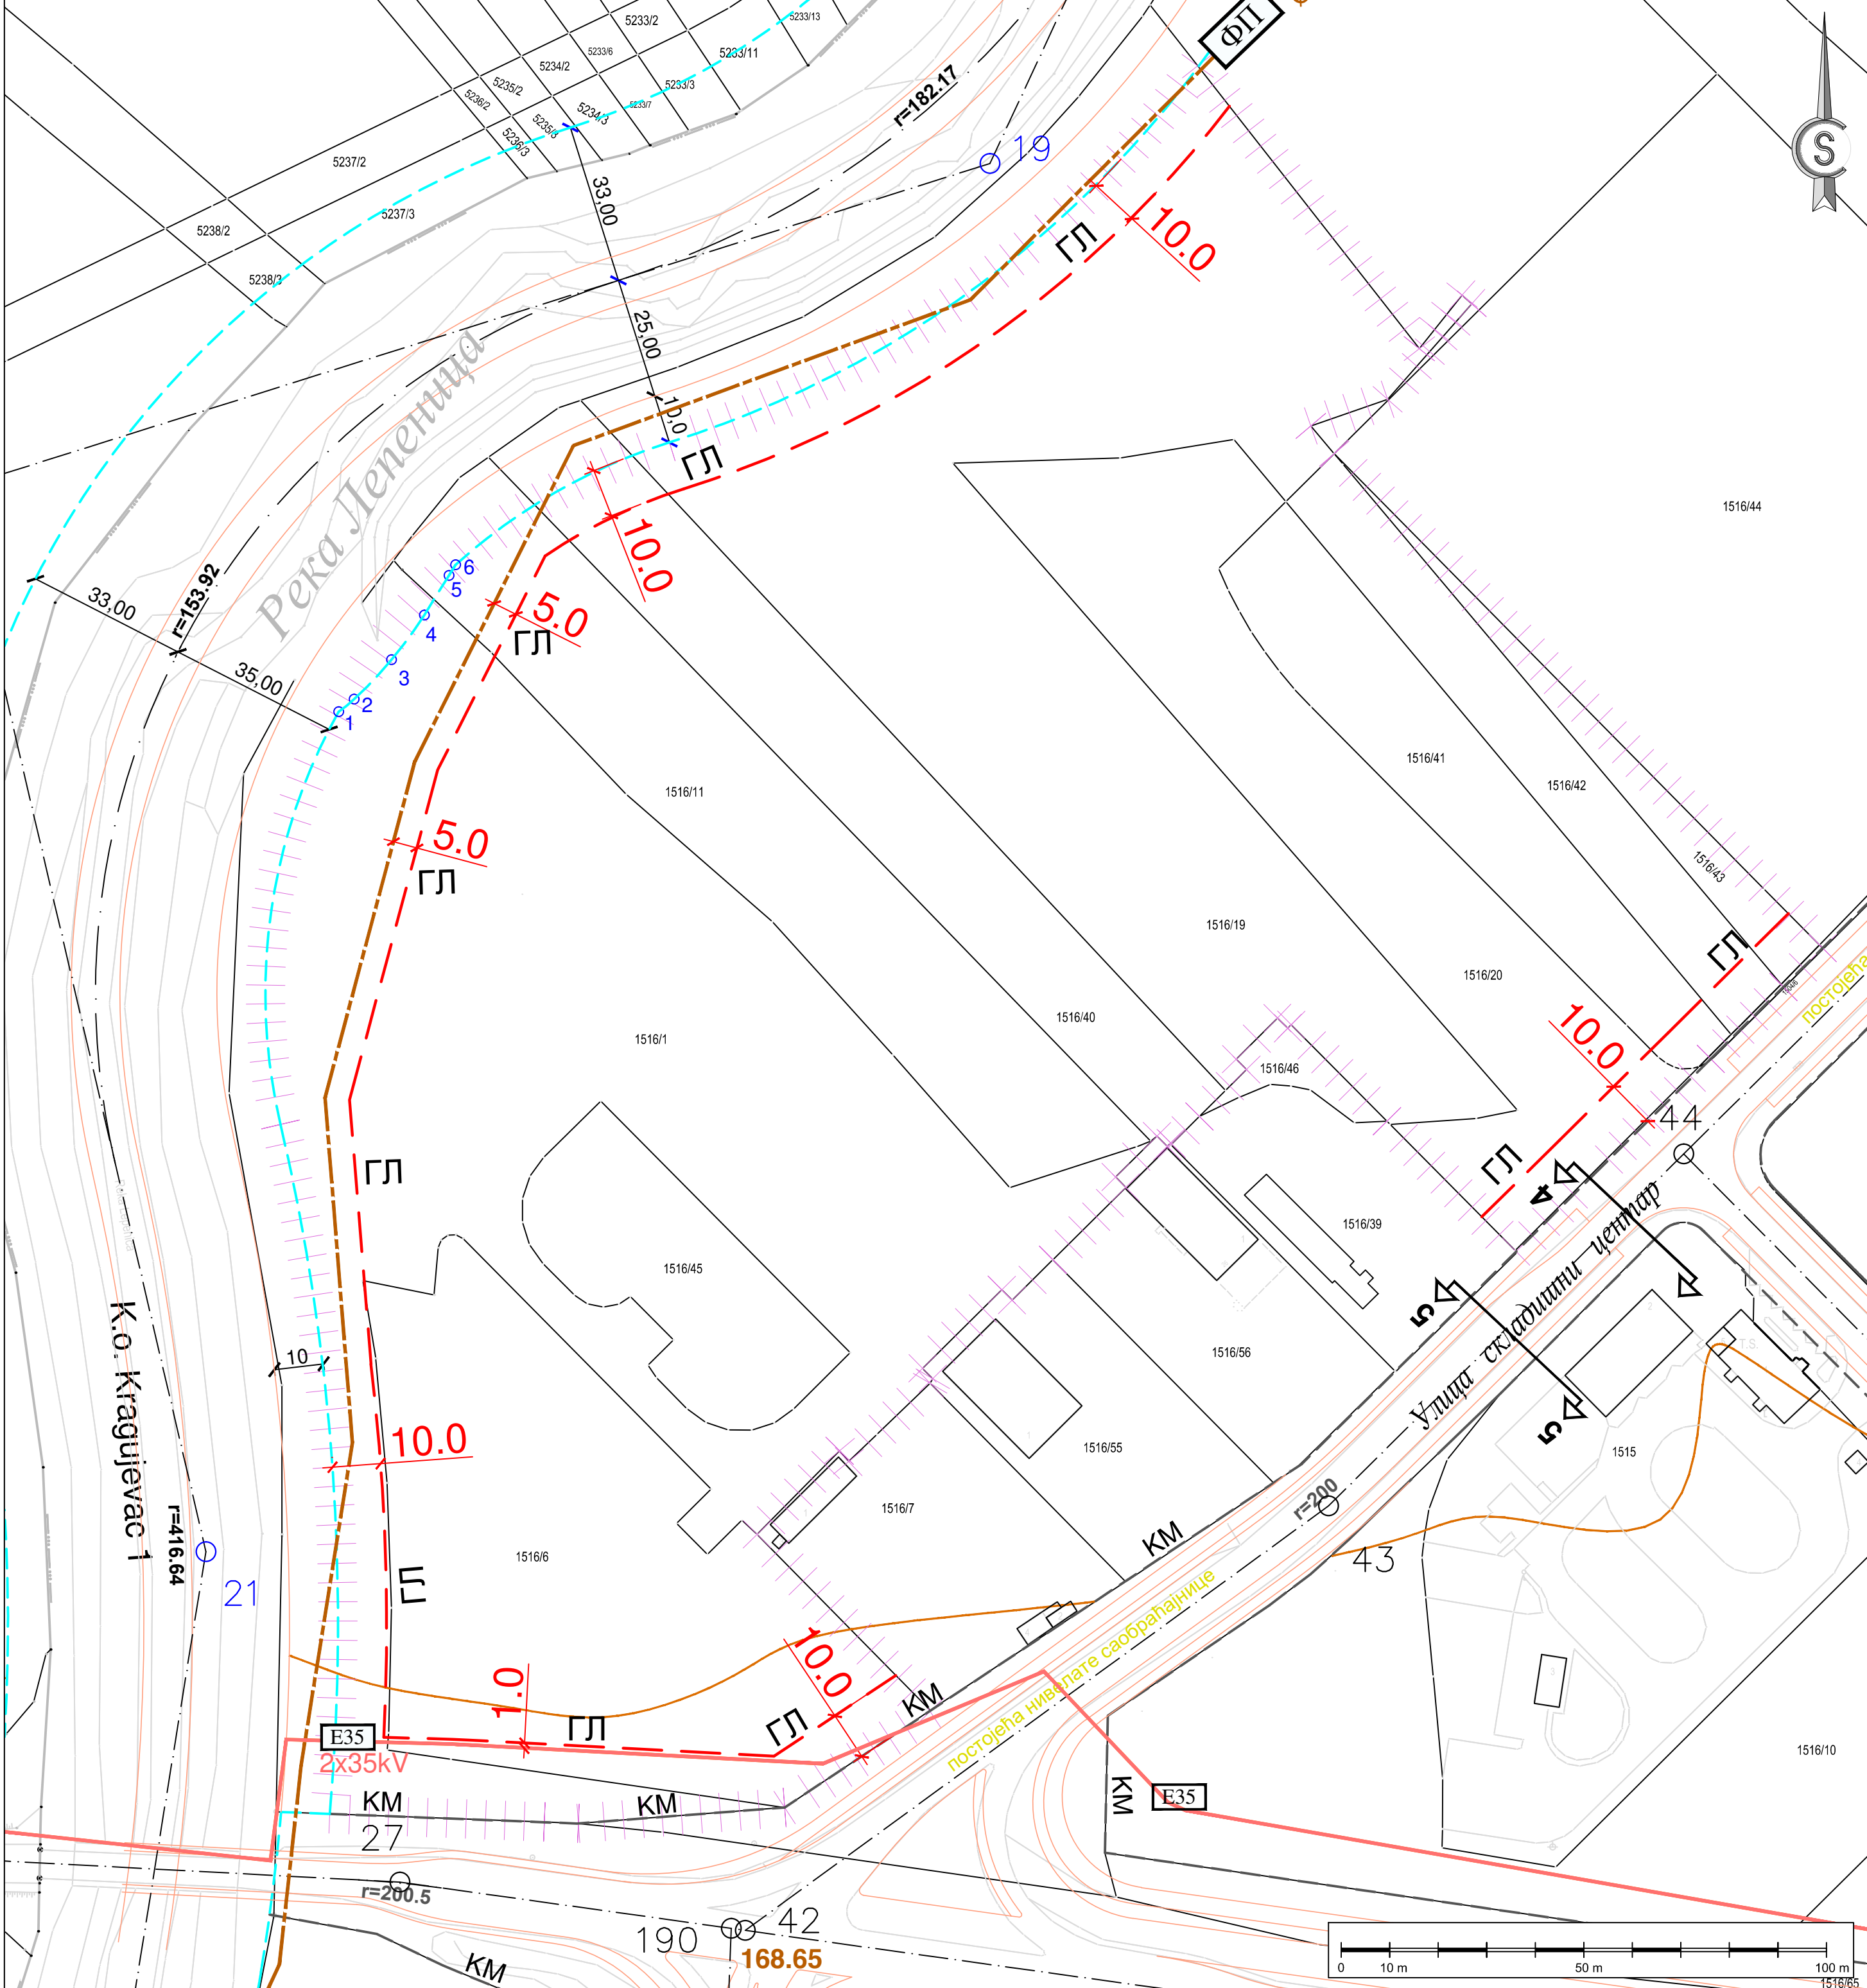 5233/2
5233/13
5233/6
5233/11
5234/2
5235/2
5233/3
5236/2
5233/7
5234/3
5235/3
5236/3
5237/2
5237/3
5238/2
5238/3
ФП
S
r=182.17
19
33,00
25,00
10,0
10.0
ГЛ
ГЛ
10.0
5.0
ГЛ
Река Лепеница
r=153.92
33,00
35,00
6
5
4
3
2
1
5.0
ГЛ
1516/44
1516/41
1516/42
1516/43
1516/11
1516/19
1516/20
1516/40
1516/1
1516/46
1516/39
1516/45
1516/56
1516/55
1516/7
1516/6
ГЛ
постојећа
10.0
44
ГЛ
4
5
5
Улица складишни центар
T.S.
1515
ГЛ
10
10.0
K.o. Kragujevac 1
r=416.64
21
ГЛ
r=200
43
КМ
постојећа нивелате саобраћајнице
1.0
10.0
ГЛ
ГЛ
КМ
E35
2x35kV
КМ
КМ
27
r=200.5
КМ
E35
1516/10
190
42
168.65
КМ
0
10 m
50 m
100 m
1516/65